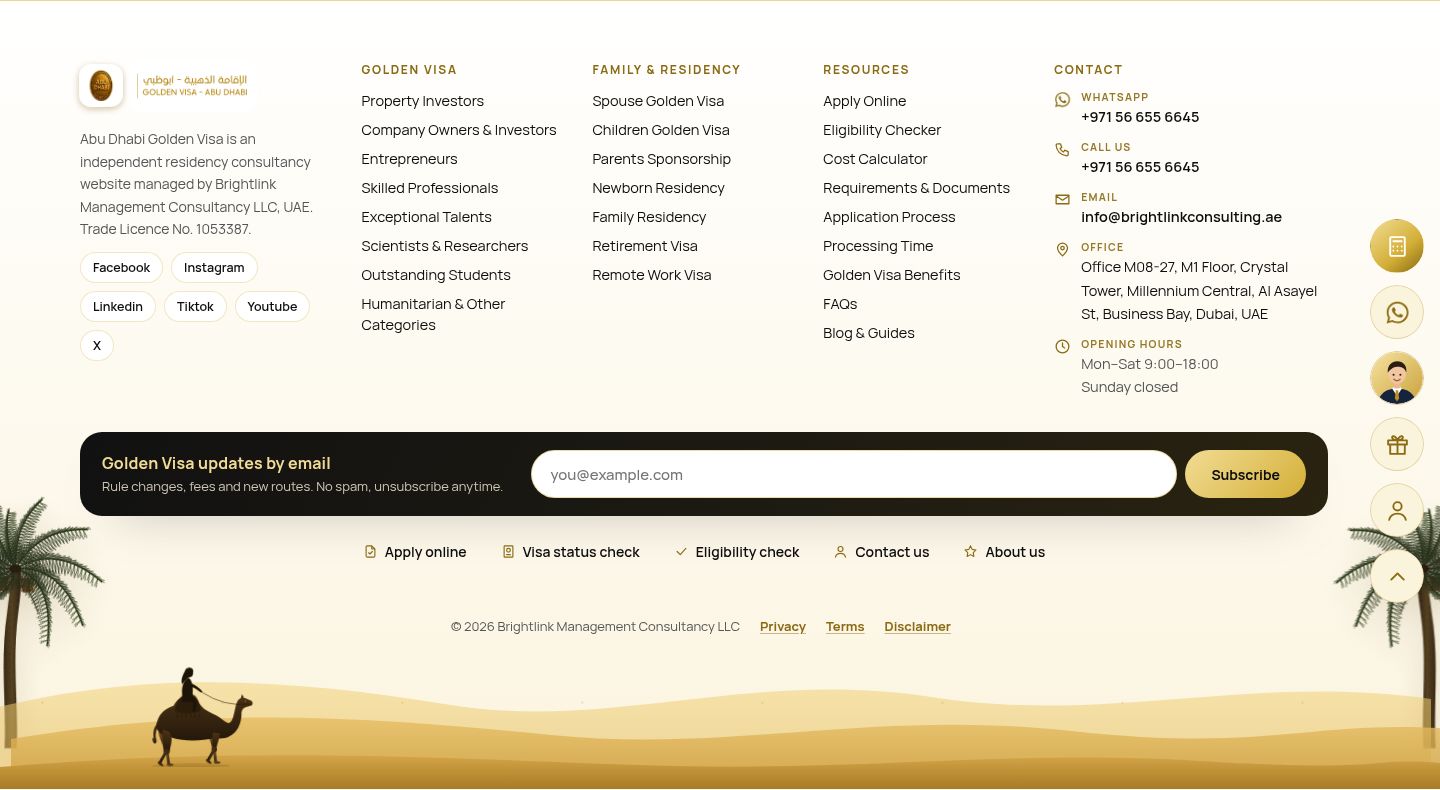 الإقامة الذهبية - ابوظبي
GOLDEN VISA - ABU DHABI
Abu Dhabi Golden Visa is an
independent residency consultancy
website managed by Brightlink
Management Consultancy LLC, UAE.
Trade Licence No. 1053387.
Facebook
Instagram
Linkedin
Tiktok
Youtube
X
GOLDEN VISA
Property Investors
Company Owners & Investors
Entrepreneurs
Skilled Professionals
Exceptional Talents
Scientists & Researchers
Outstanding Students
Humanitarian & Other
Categories
FAMILY & RESIDENCY
Spouse Golden Visa
Children Golden Visa
Parents Sponsorship
Newborn Residency
Family Residency
Retirement Visa
Remote Work Visa
RESOURCES
Apply Online
Eligibility Checker
Cost Calculator
Requirements & Documents
Application Process
Processing Time
Golden Visa Benefits
FAQs
Blog & Guides
CONTACT
WHATSAPP
+971 56 655 6645
CALL US
+971 56 655 6645
EMAIL
info@brightlinkconsulting.ae
OFFICE
Office M08-27, M1 Floor, Crystal
Tower, Millennium Central, Al Asayel
St, Business Bay, Dubai, UAE
OPENING HOURS
Mon–Sat 9:00–18:00
Sunday closed
Golden Visa updates by email
Rule changes, fees and new routes. No spam, unsubscribe anytime.
you@example.com
Subscribe
Apply online
Visa status check
Eligibility check
Contact us
About us
© 2026 Brightlink Management Consultancy LLC
Privacy
Terms
Disclaimer